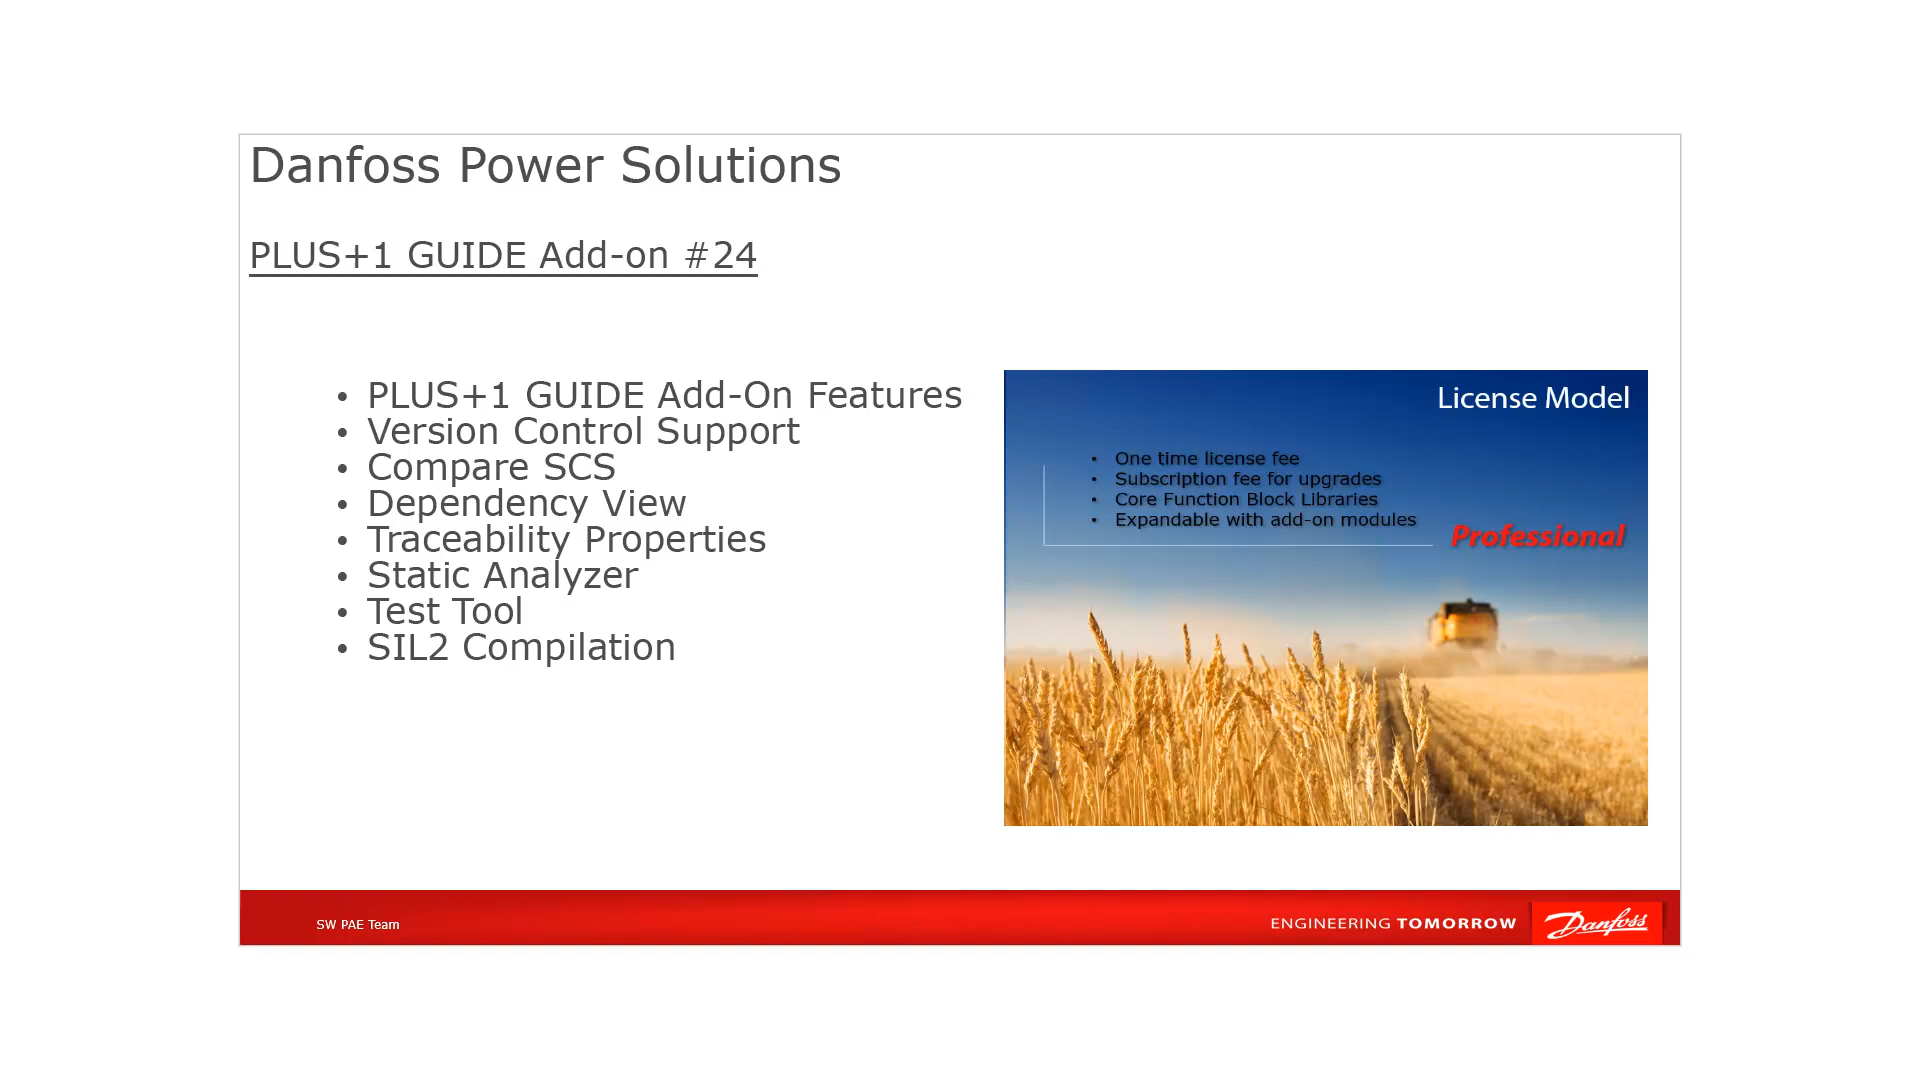 Danfoss Power Solutions
PLUS+1 GUIDE Add-on #24
• PLUS+1 GUIDE Add-On Features
• Version Control Support
• Compare SCS
• Dependency View
• Traceability Properties
• Static Analyzer
• Test Tool
• SIL2 Compilation
License Model
• One time license fee
• Subscription fee for upgrades
• Core Function Block Libraries
• Expandable with add-on modules
Professional
SW PAE Team
ENGINEERING TOMORROW
Danfoss